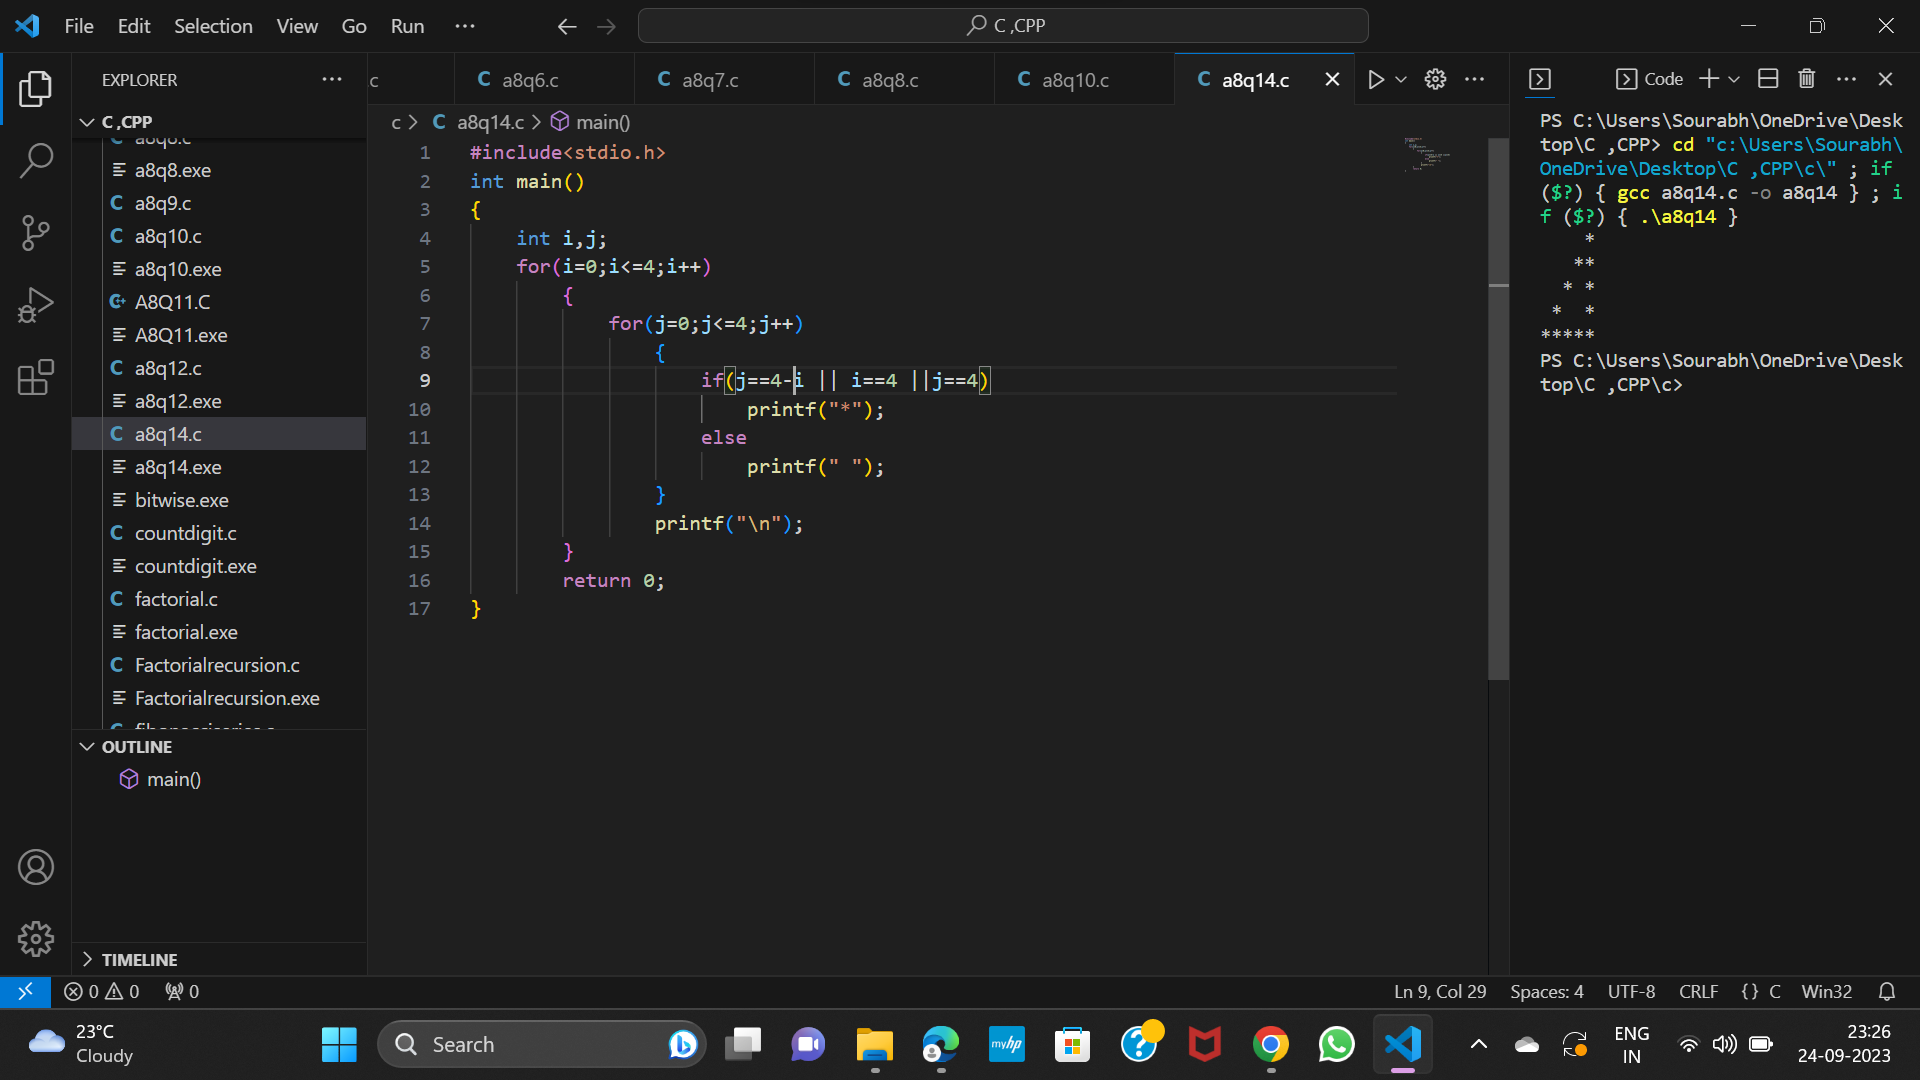 File Edit Selection View Go Run ···
C ,CPP
EXPLORER
C ,CPP
a8q8.c
a8q8.exe
a8q9.c
a8q10.c
a8q10.exe
A8Q11.C
A8Q11.exe
a8q12.c
a8q12.exe
a8q14.c
a8q14.exe
bitwise.exe
countdigit.c
countdigit.exe
factorial.c
factorial.exe
Factorialrecursion.c
Factorialrecursion.exe
OUTLINE
main()
TIMELINE
c C a8q6.c C a8q7.c C a8q8.c C a8q10.c C a8q14.c
c > C a8q14.c > main()
1 #include<stdio.h>
2 int main()
3 {
4 int i,j;
5 for(i=0;i<=4;i++)
6 {
7 for(j=0;j<=4;j++)
8 {
9 if(j==4-i || i==4 ||j==4)
10 printf("*");
11 else
12 printf(" ");
13 }
14 printf("\n");
15 }
16 return 0;
17 }
Code
PS C:\Users\Sourabh\OneDrive\Desk
top\C ,CPP> cd "c:\Users\Sourabh\
OneDrive\Desktop\C ,CPP\c\" ; if
($?) { gcc a8q14.c -o a8q14 } ; i
f ($?) { .\a8q14 }
    *
   **
  * *
 *  *
*****
PS C:\Users\Sourabh\OneDrive\Desk
top\C ,CPP\c>
0 0 0
Ln 9, Col 29 Spaces: 4 UTF-8 CRLF {} C Win32
23°C
Cloudy
Search
myhp
ENG
IN
23:26
24-09-2023